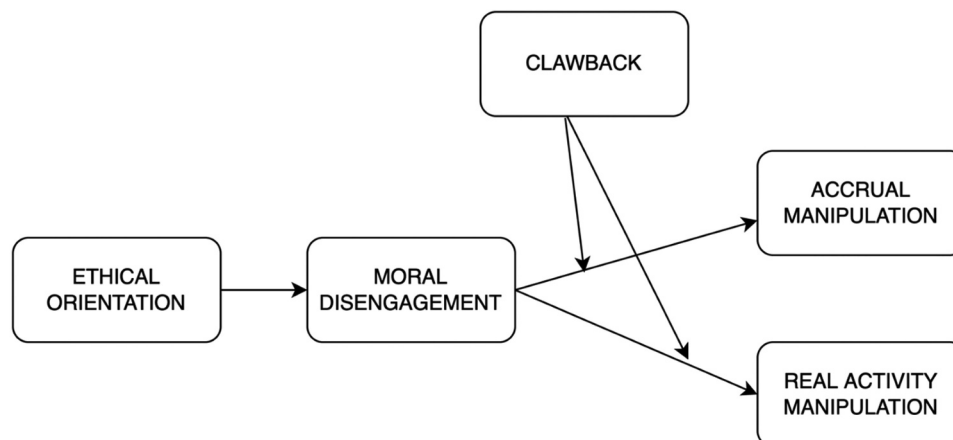 CLAWBACK
ACCRUAL
MANIPULATION
ETHICAL
ORIENTATION
MORAL
DISENGAGEMENT
REAL ACTIVITY
MANIPULATION